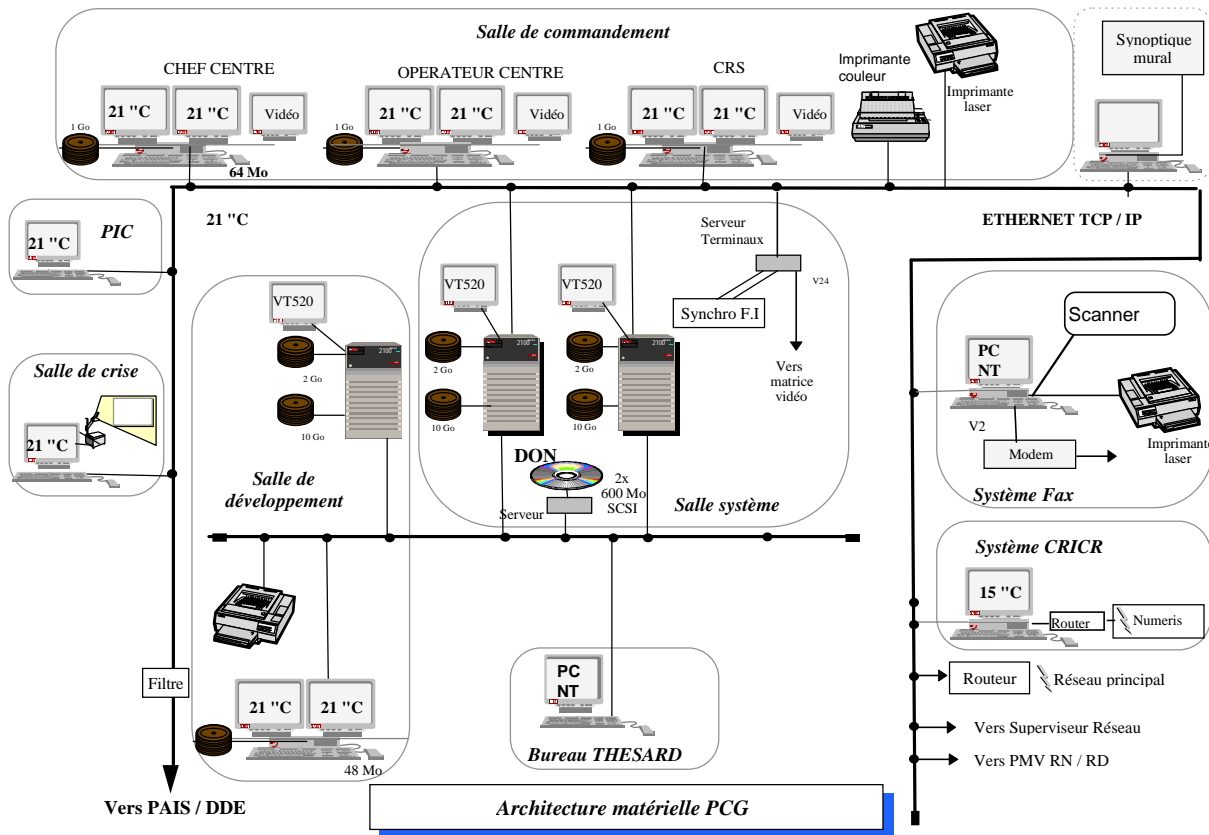 Salle de commandement
CHEF CENTRE
OPERATEUR CENTRE
CRS
Imprimante
couleur
Imprimante
laser
Synoptique
mural
21 "C
21 "C
Vidéo
21 "C
21 "C
Vidéo
21 "C
21 "C
Vidéo
1 Go
1 Go
1 Go
64 Mo
21 "C
ETHERNET TCP / IP
PIC
21 "C
Serveur
Terminaux
V24
Synchro F.I
Vers
matrice
vidéo
VT520
VT520
VT520
2100
2100
2100
2 Go
2 Go
2 Go
10 Go
10 Go
10 Go
Salle de crise
21 "C
Salle de
développement
DON
2x
600 Mo
SCSI
Serveur
Salle système
Scanner
PC
NT
V2
Modem
Imprimante
laser
Système Fax
Système CRICR
15 "C
Router
Numeris
Routeur
Réseau principal
Vers Superviseur Réseau
Vers PMV RN / RD
Filtre
21 "C
21 "C
48 Mo
PC
NT
Bureau THESARD
Vers PAIS / DDE
Architecture matérielle PCG